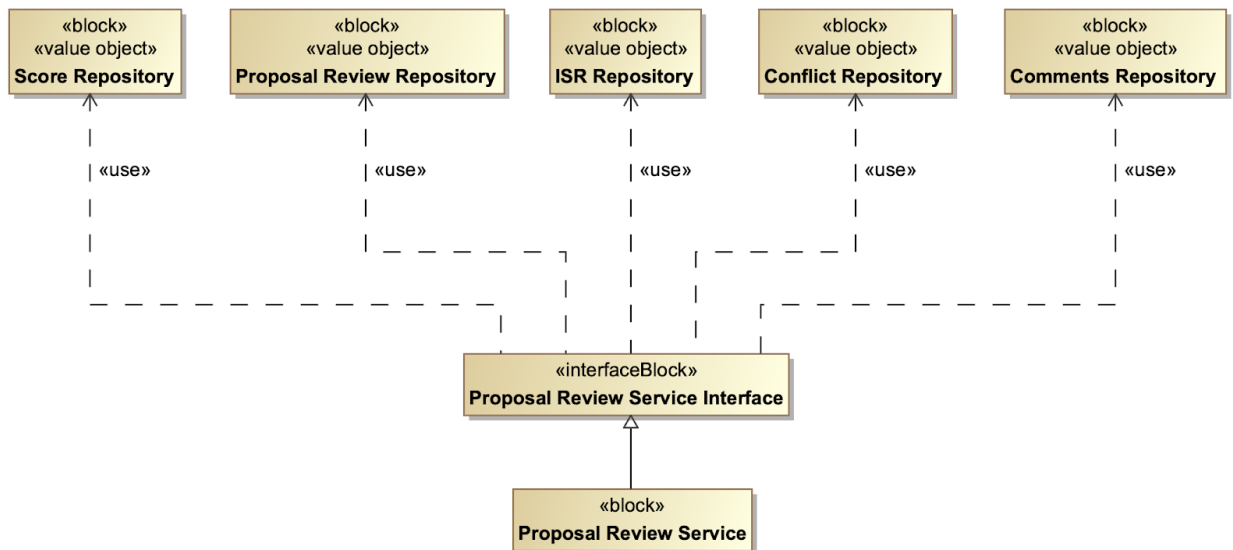 «block»
«value object»
Score Repository
«block»
«value object»
Proposal Review Repository
«block»
«value object»
ISR Repository
«block»
«value object»
Conflict Repository
«block»
«value object»
Comments Repository
«use»
«use»
«use»
«use»
«use»
«interfaceBlock»
Proposal Review Service Interface
«block»
Proposal Review Service